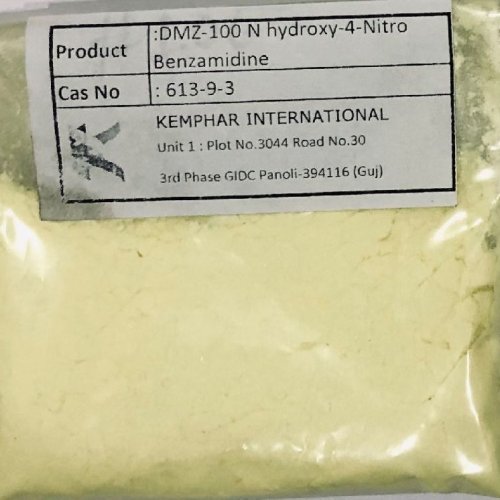 Product :DMZ-100 N hydroxy-4-Nitro
Benzamidine
Cas No : 613-9-3
KEMPHAR INTERNATIONAL
Unit 1 : Plot No.3044 Road No.30
3rd Phase GIDC Panoli-394116 (Guj)